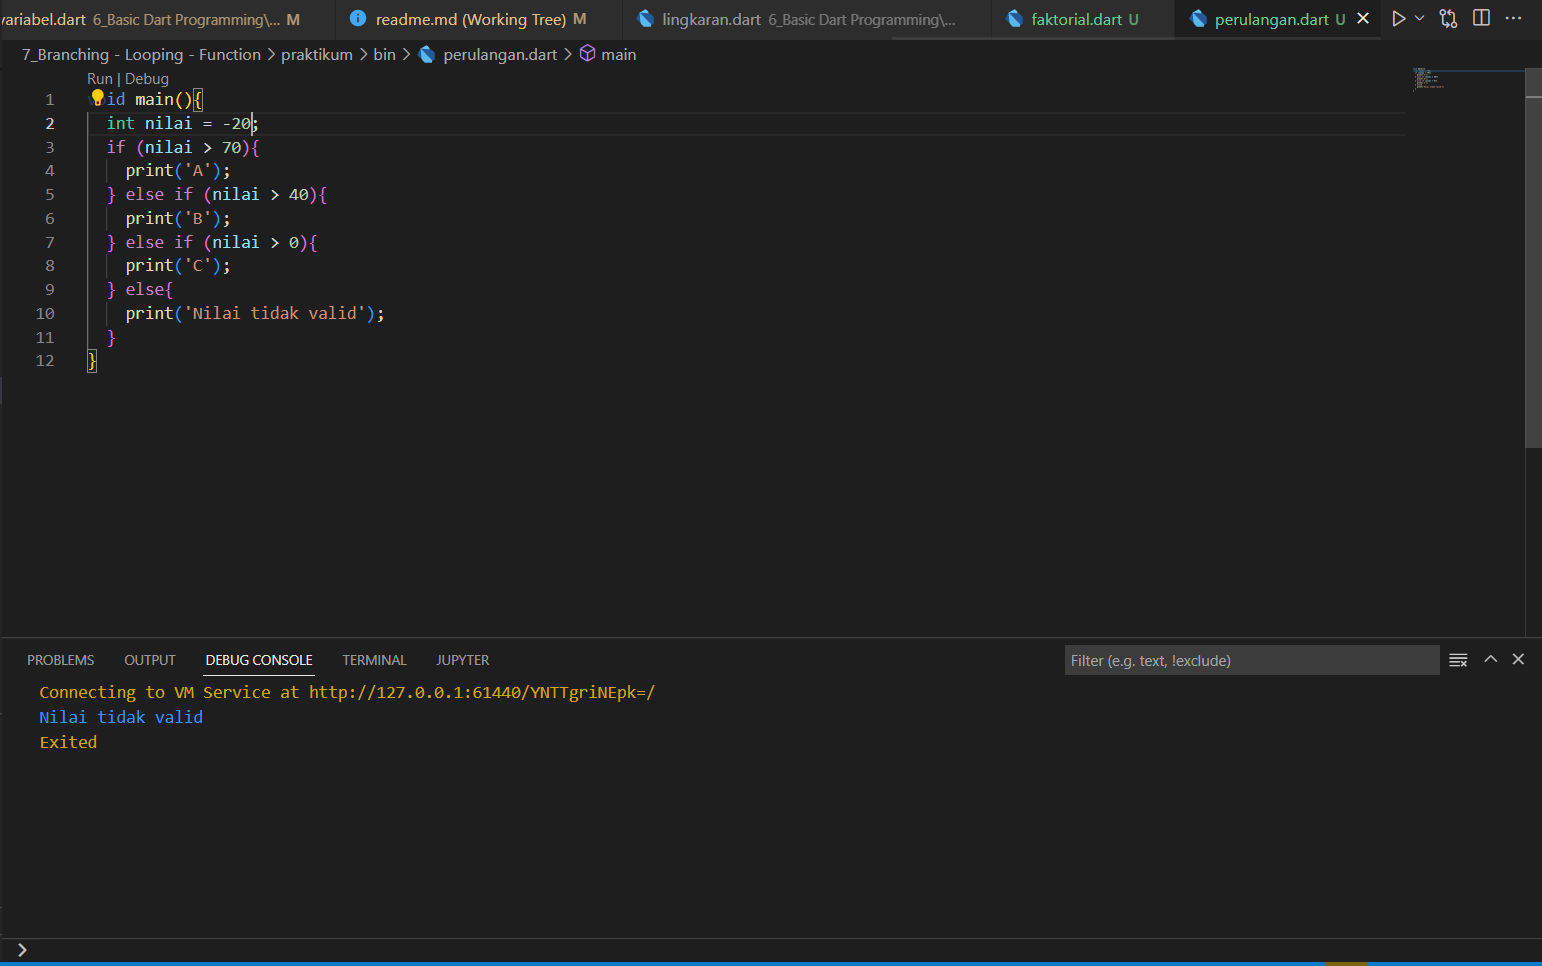 ariabel.dart 6_Basic Dart Programming\... M readme.md (Working Tree) M lingkaran.dart 6_Basic Dart Programming\... faktorial.dart U perulangan.dart U
7_Branching - Looping - Function > praktikum > bin > perulangan.dart > main
Run | Debug
1 void main(){
2 int nilai = -20;
3 if (nilai > 70){
4 print('A');
5 } else if (nilai > 40){
6 print('B');
7 } else if (nilai > 0){
8 print('C');
9 } else{
10 print('Nilai tidak valid');
11 }
12 }
PROBLEMS OUTPUT DEBUG CONSOLE TERMINAL JUPYTER Filter (e.g. text, !exclude)
Connecting to VM Service at http://127.0.0.1:61440/YNTTgriNEpk=/
Nilai tidak valid
Exited